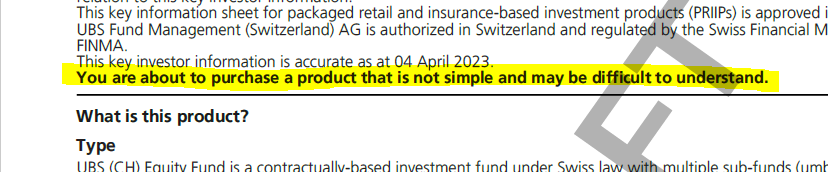 relation to this key investor information.
This key information sheet for packaged retail and insurance-based investment products (PRIIPs) is approved i
UBS Fund Management (Switzerland) AG is authorized in Switzerland and regulated by the Swiss Financial M
FINMA.
This key investor information is accurate as at 04 April 2023.
You are about to purchase a product that is not simple and may be difficult to understand.
What is this product?
Type
UBS (CH) Equity Fund is a contractually-based investment fund under Swiss law with multiple sub-funds (umb
FT